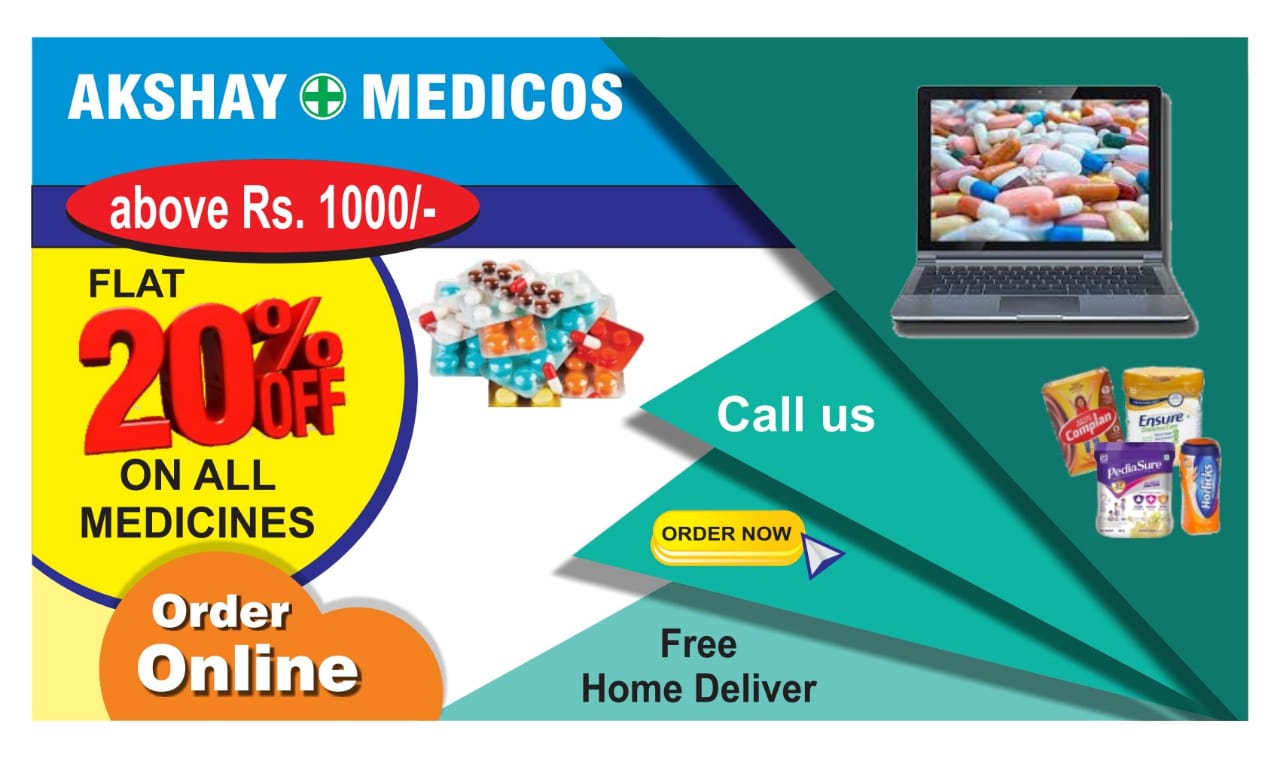 AKSHAY MEDICOS
above Rs. 1000/-
FLAT
20% OFF
ON ALL
MEDICINES
Order
Online
Call us
ORDER NOW
Free
Home Deliver
Complan
Ensure
PediaSure
Horlicks